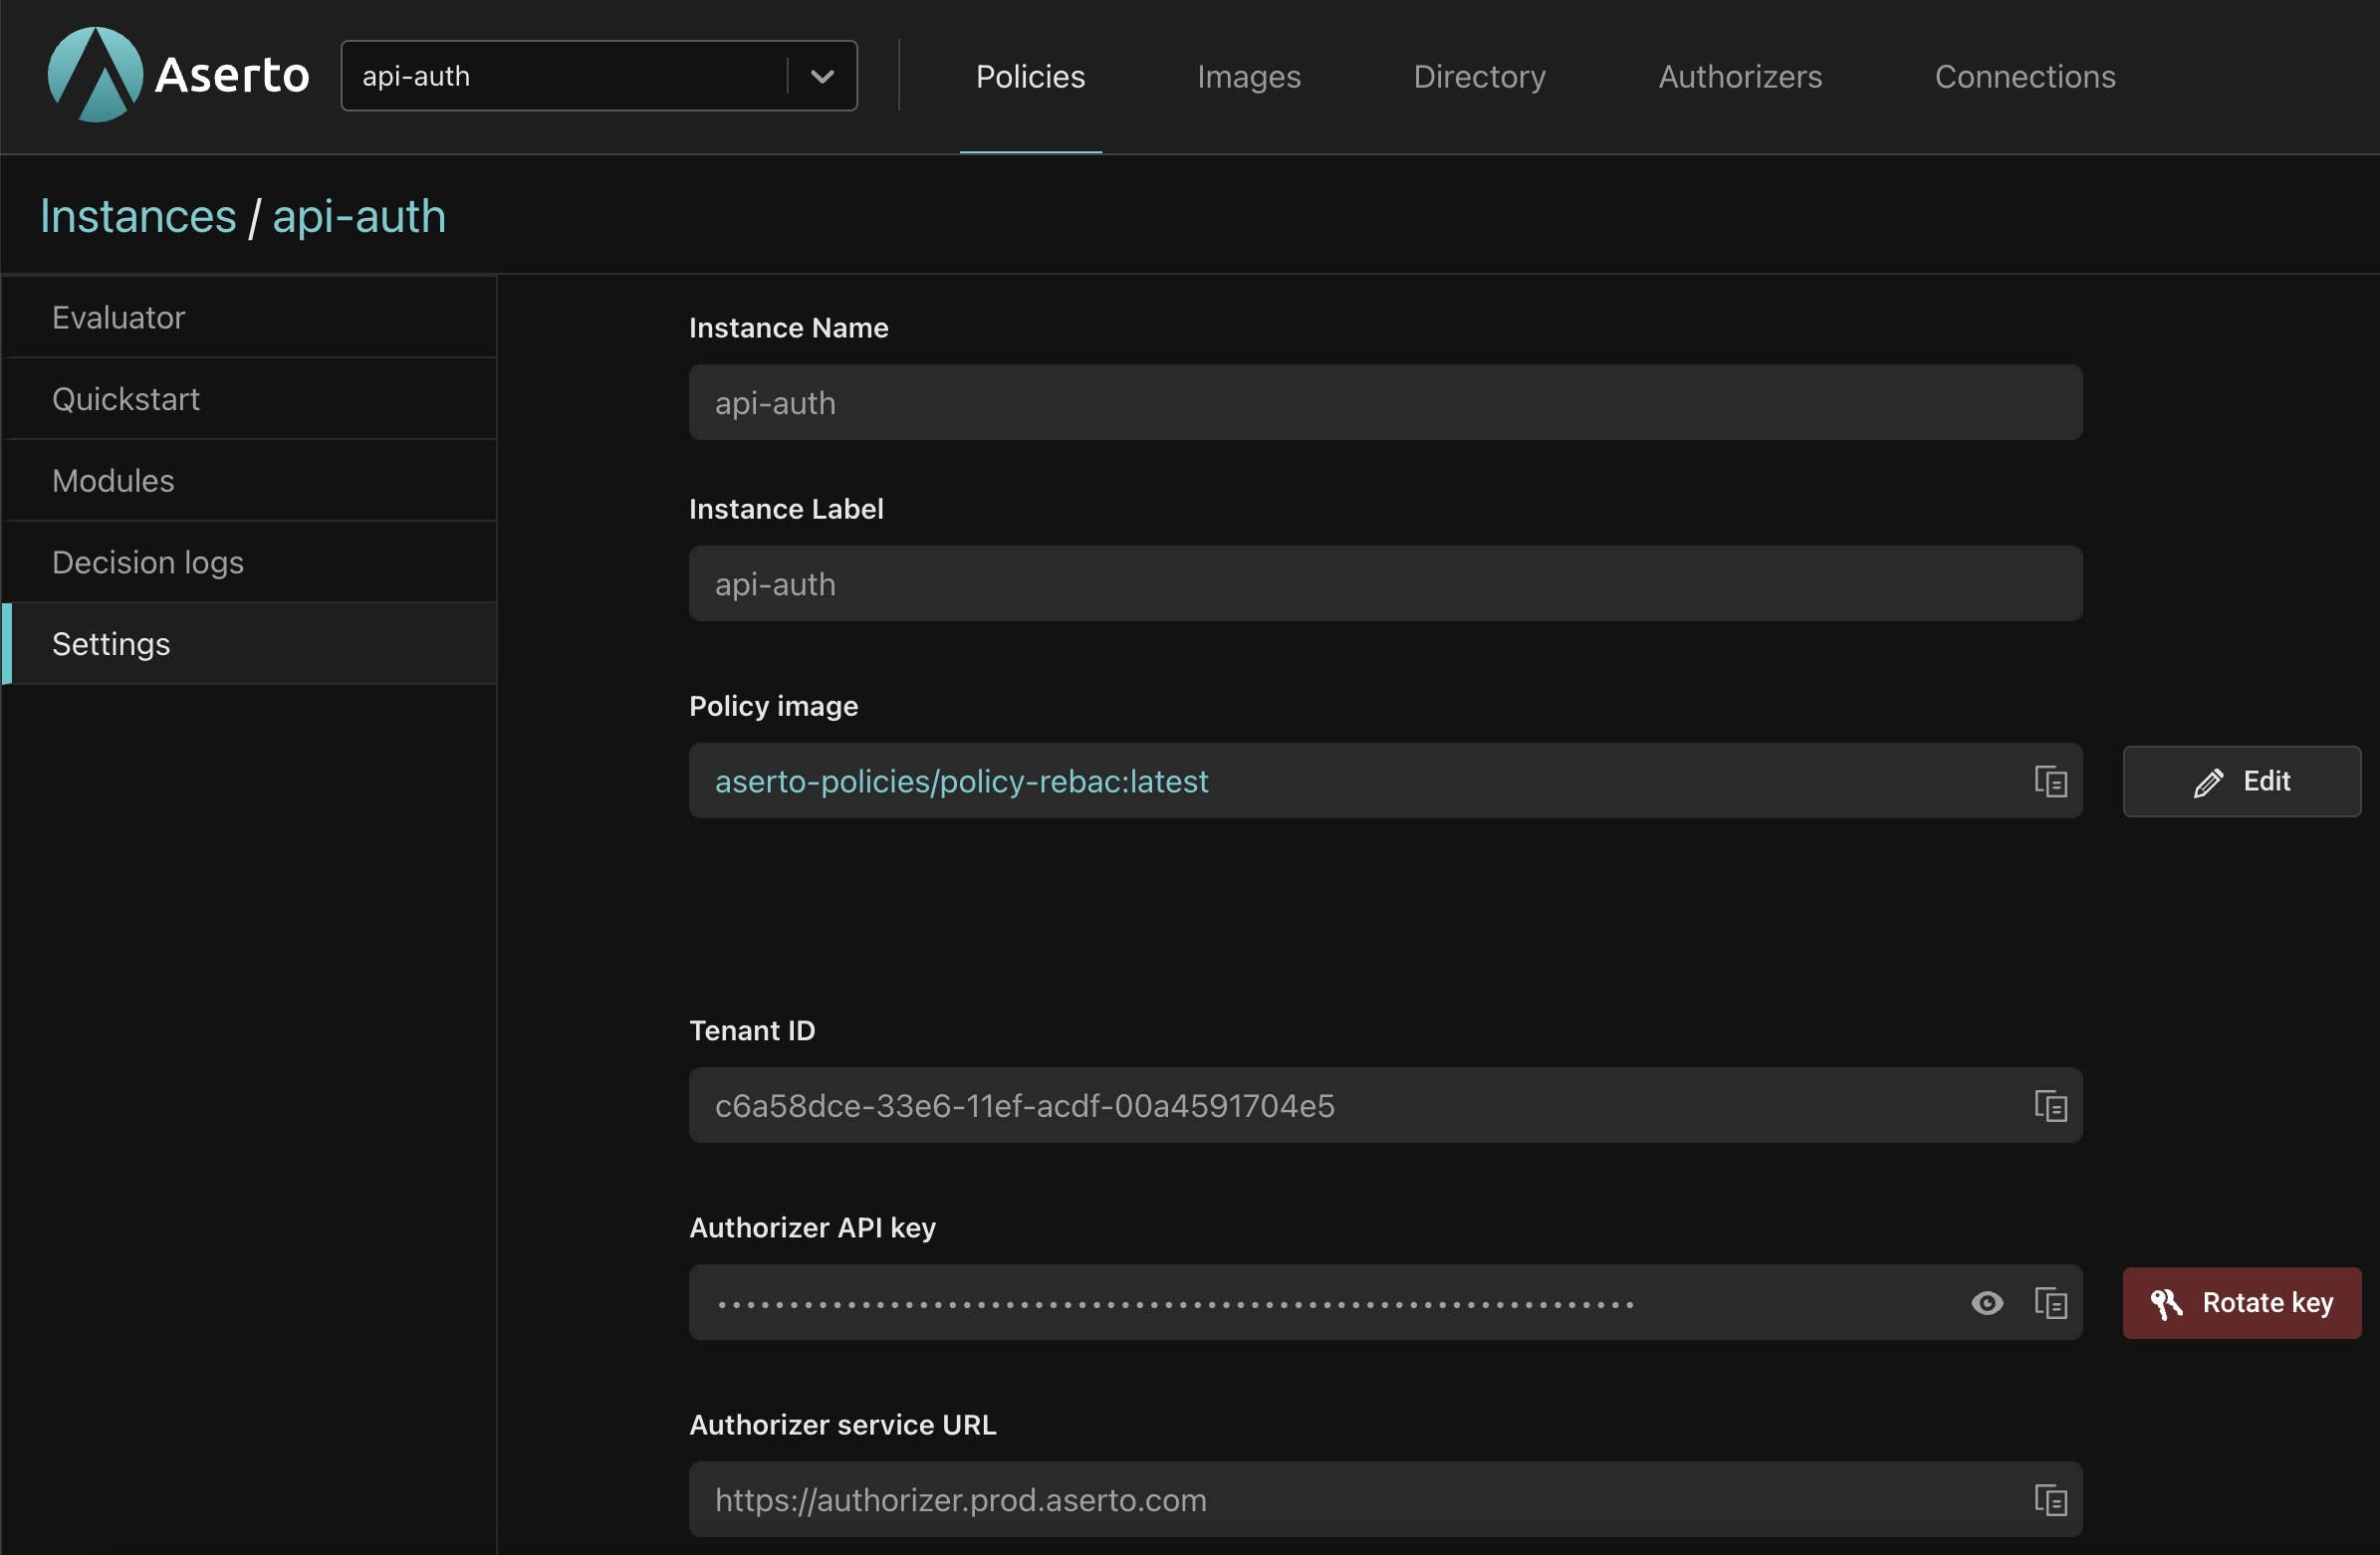 Aserto
api-auth
Policies
Images
Directory
Authorizers
Connections
Instances / api-auth
Evaluator
Quickstart
Modules
Decision logs
Settings
Instance Name
api-auth
Instance Label
api-auth
Policy image
aserto-policies/policy-rebac:latest
Edit
Tenant ID
c6a58dce-33e6-11ef-acdf-00a4591704e5
Authorizer API key
Rotate key
Authorizer service URL
https://authorizer.prod.aserto.com